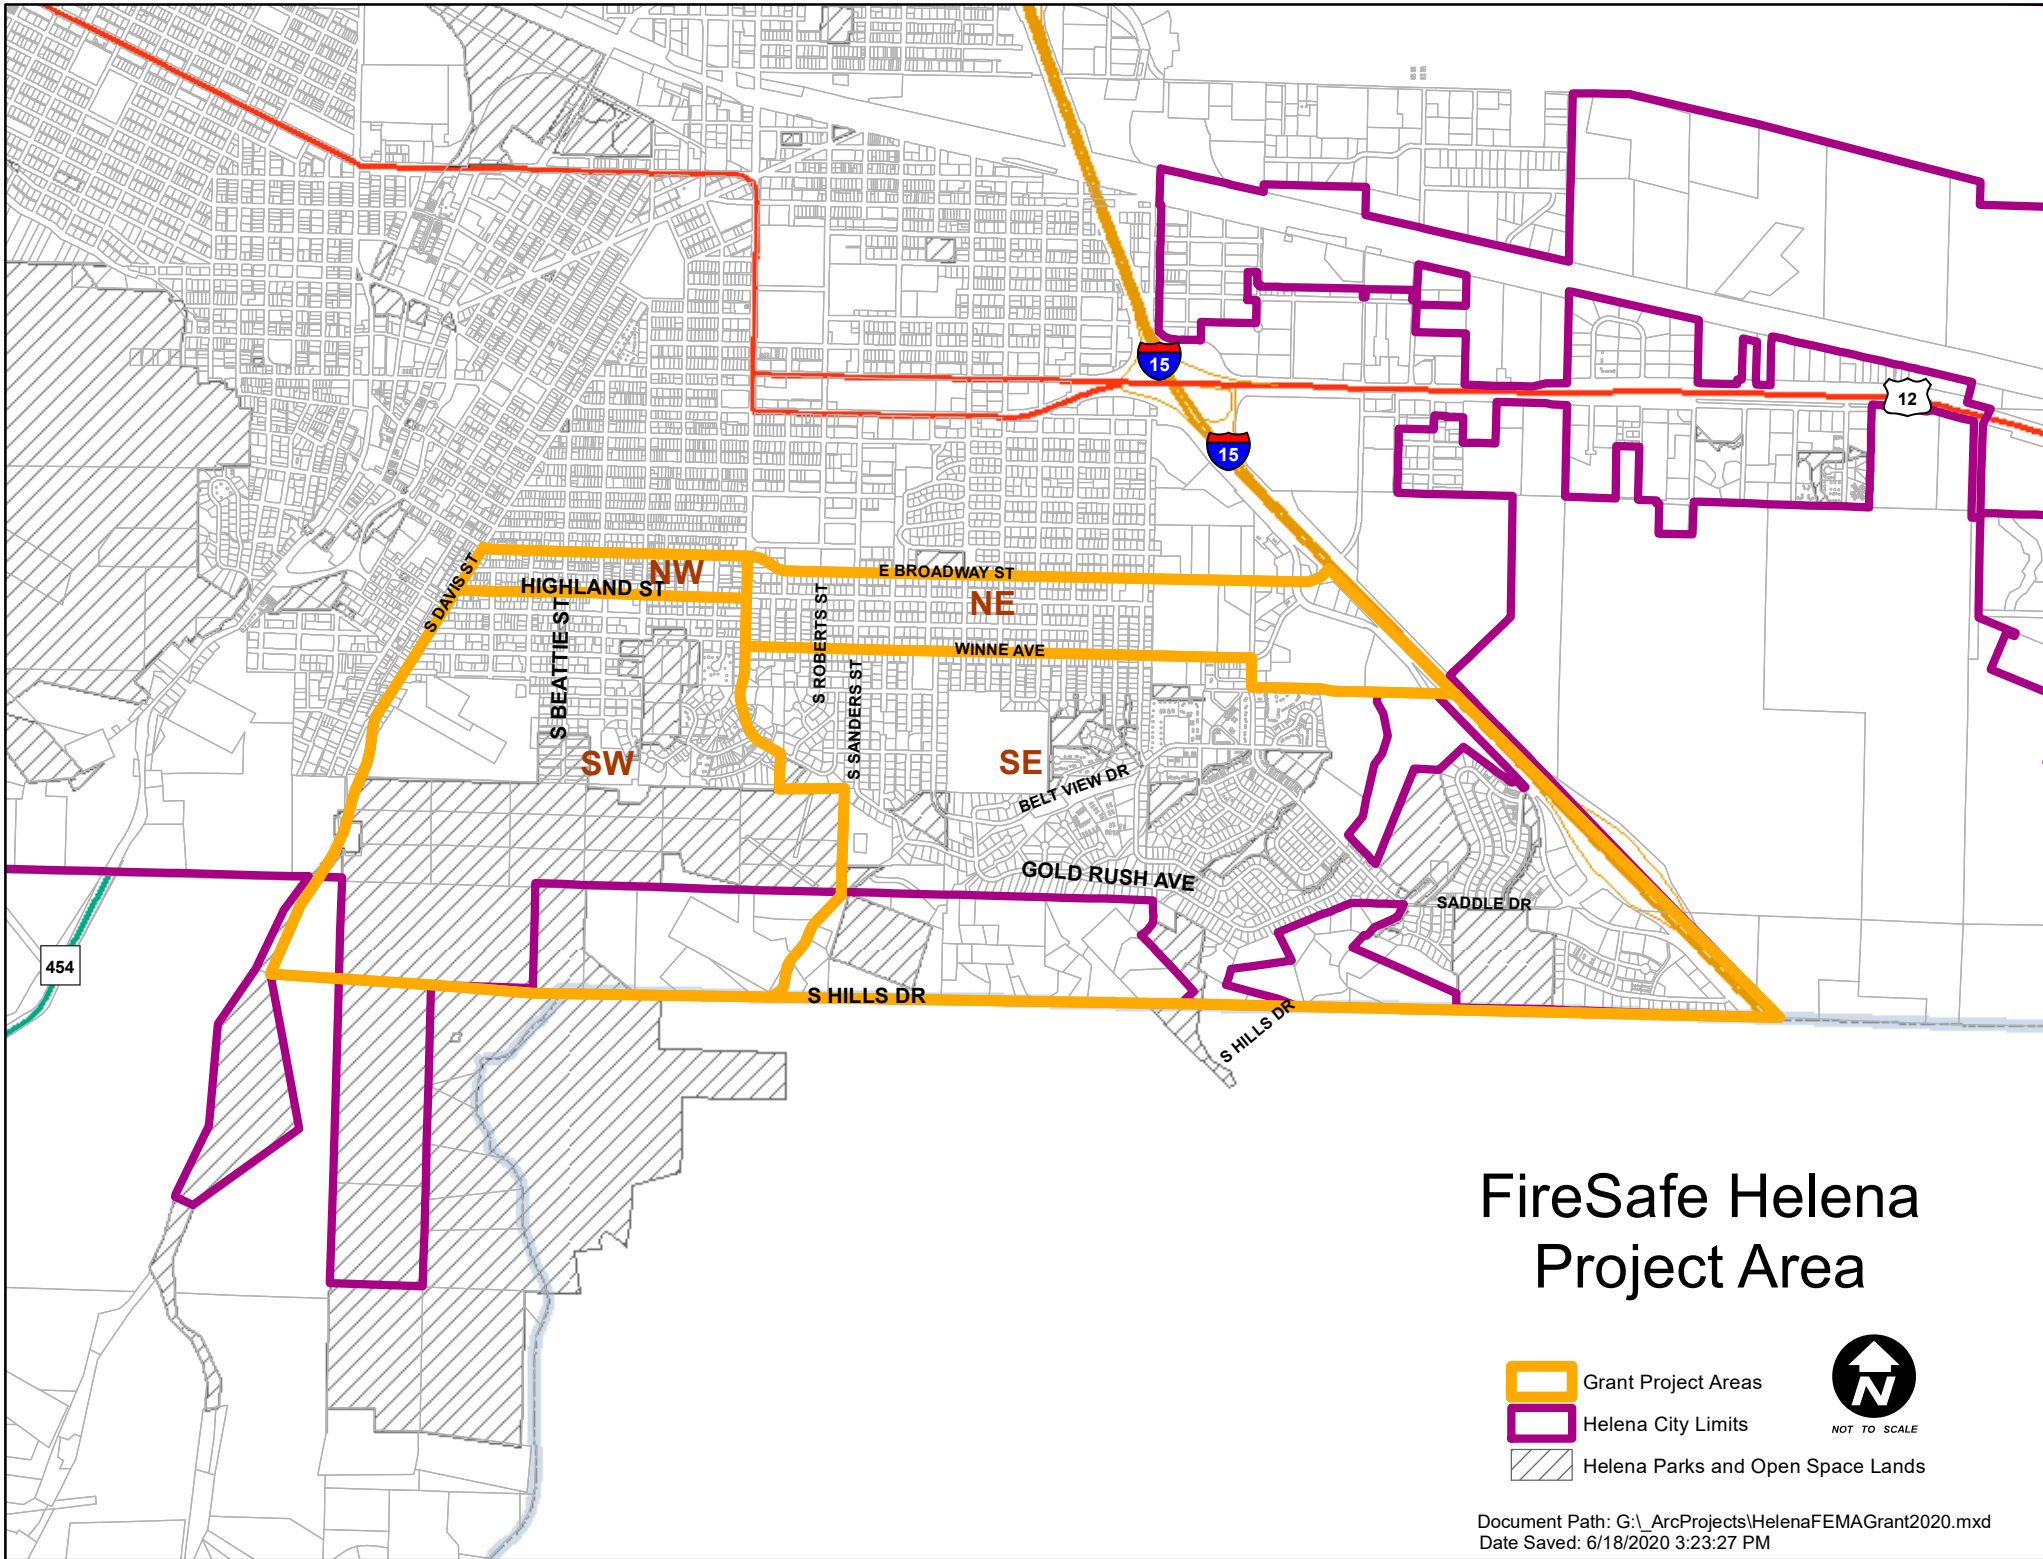 15
12
15
S DAVIS ST
HIGHLAND ST
NW
E BROADWAY ST
NE
S BEATTIE ST
S ROBERTS ST
WINNE AVE
S SANDERS ST
SW
SE
BELT VIEW DR
GOLD RUSH AVE
SADDLE DR
454
S HILLS DR
S HILLS DR
FireSafe Helena
Project Area
Grant Project Areas
Helena City Limits
Helena Parks and Open Space Lands
N
NOT TO SCALE
Document Path: G:\_ArcProjects\HelenaFEMAGrant2020.mxd
Date Saved: 6/18/2020 3:23:27 PM